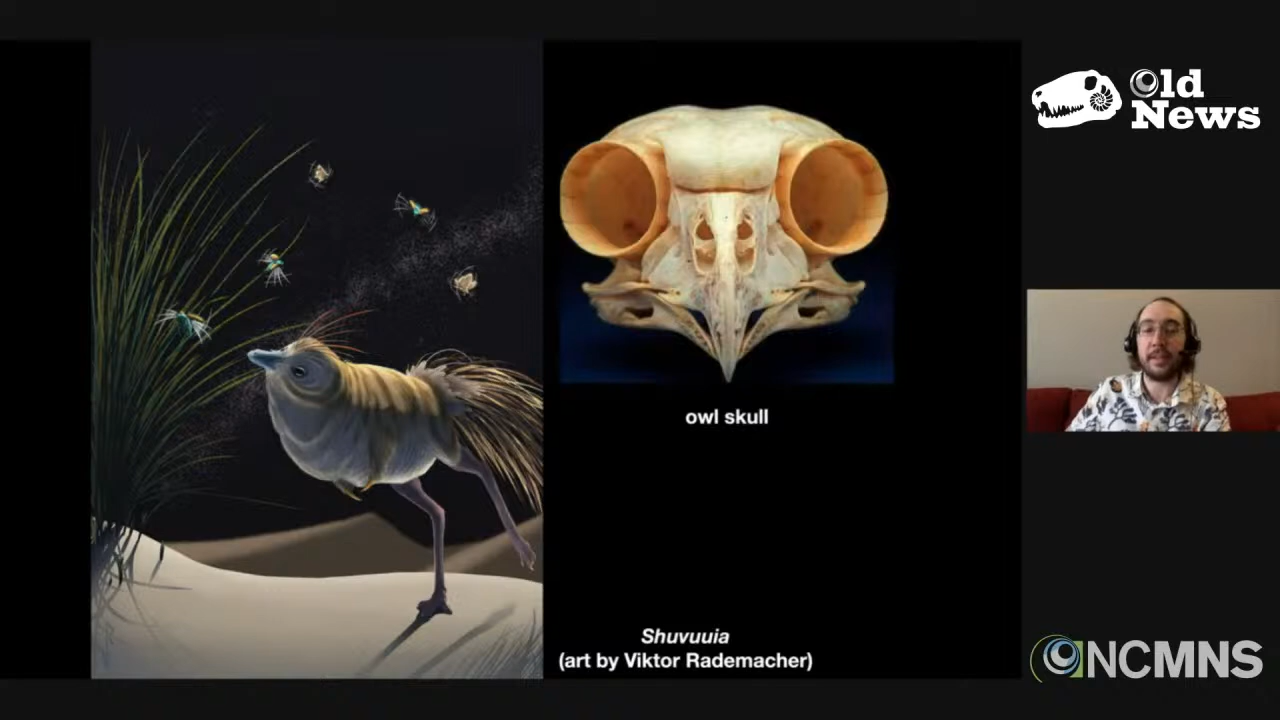 Old
News
owl skull
Shuvuuia
(art by Viktor Rademacher)
NCMNS